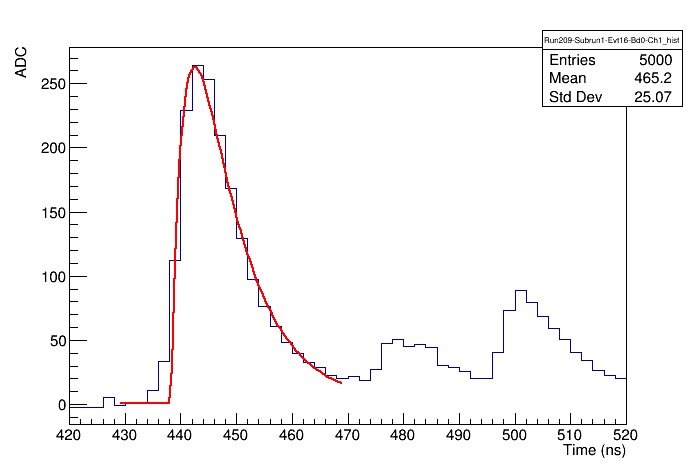 Run209-Subrun1-Evt16-Bd0-Ch1_hist
Entries 5000
Mean 465.2
Std Dev 25.07
ADC
250
200
150
100
50
0
420 430 440 450 460 470 480 490 500 510 520
Time (ns)